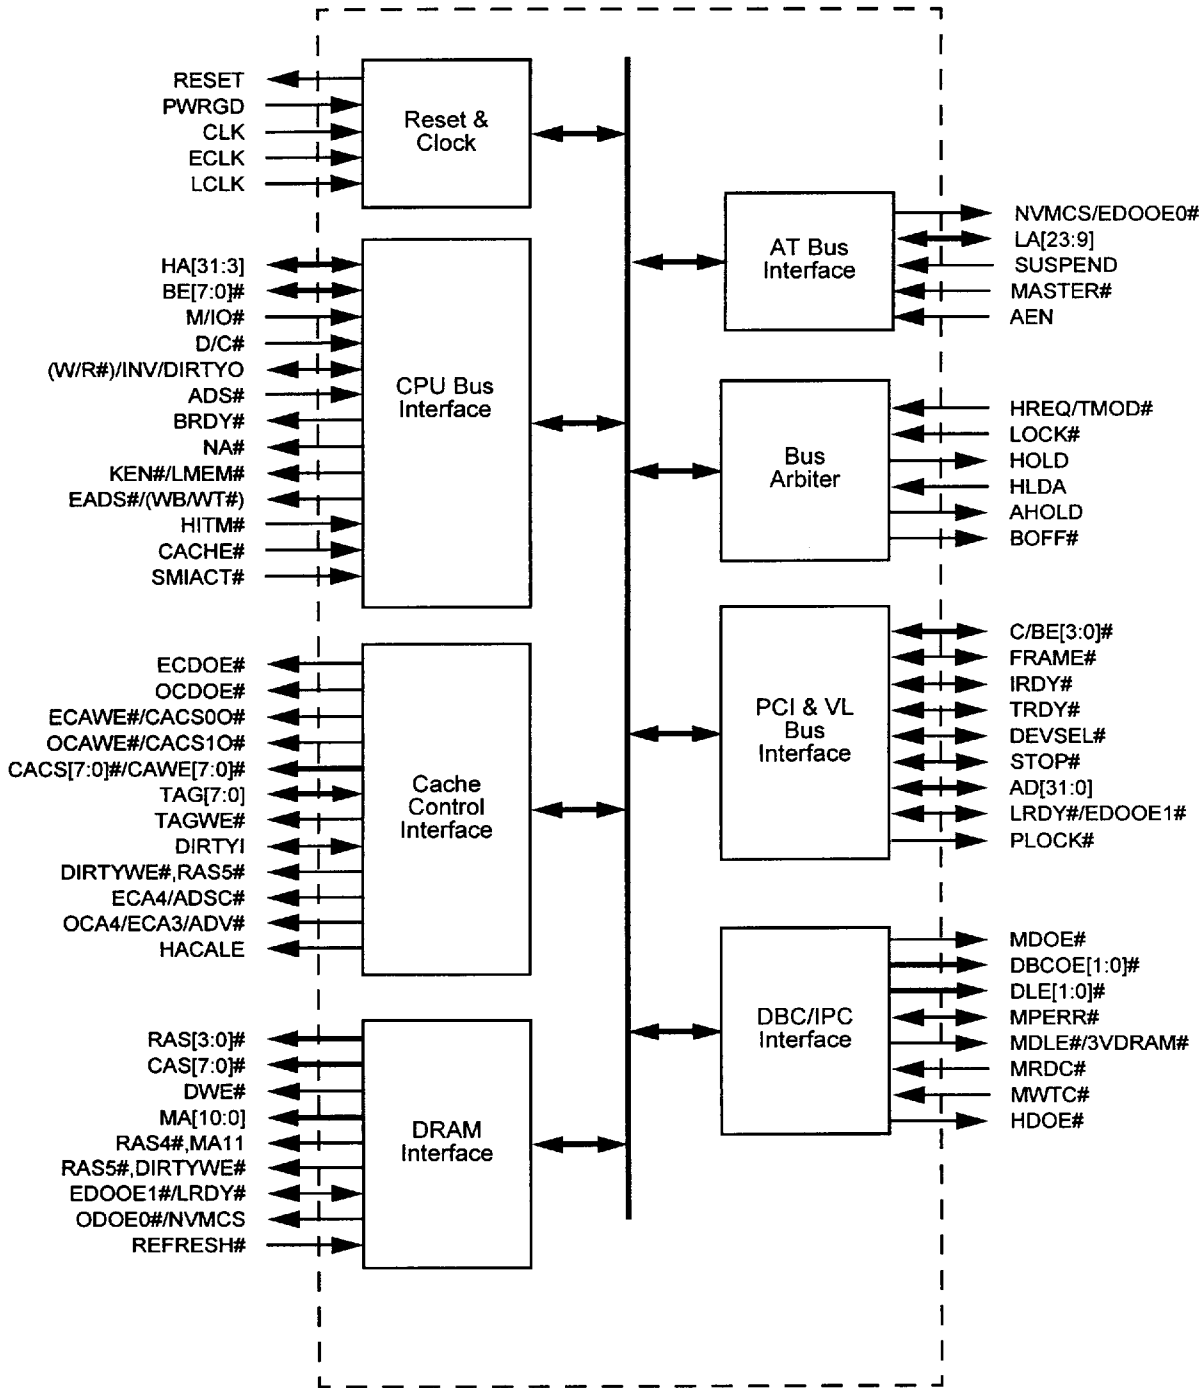 RESET
PWRGD
CLK
ECLK
LCLK
Reset &
Clock
HA[31:3]
BE[7:0]#
M/IO#
D/C#
(W/R#)/INV/DIRTYO
ADS#
BRDY#
NA#
KEN#/LMEM#
EADS#/(WB/WT#)
HITM#
CACHE#
SMIACT#
CPU Bus
Interface
ECDOE#
OCDOE#
ECAWE#/CACS0O#
OCAWE#/CACS1O#
CACS[7:0]#/CAWE[7:0]#
TAG[7:0]
TAGWE#
DIRTYI
DIRTYWE#,RAS5#
ECA4/ADSC#
OCA4/ECA3/ADV#
HACALE
Cache
Control
Interface
RAS[3:0]#
CAS[7:0]#
DWE#
MA[10:0]
RAS4#,MA11
RAS5#,DIRTYWE#
EDOOE1#/LRDY#
ODOE0#/NVMCS
REFRESH#
DRAM
Interface
AT Bus
Interface
NVMCS/EDOOE0#
LA[23:9]
SUSPEND
MASTER#
AEN
Bus
Arbiter
HREQ/TMOD#
LOCK#
HOLD
HLDA
AHOLD
BOFF#
PCI & VL
Bus
Interface
C/BE[3:0]#
FRAME#
IRDY#
TRDY#
DEVSEL#
STOP#
AD[31:0]
LRDY#/EDOOE1#
PLOCK#
DBC/IPC
Interface
MDOE#
DBCOE[1:0]#
DLE[1:0]#
MPERR#
MDLE#/3VDRAM#
MRDC#
MWTC#
HDOE#